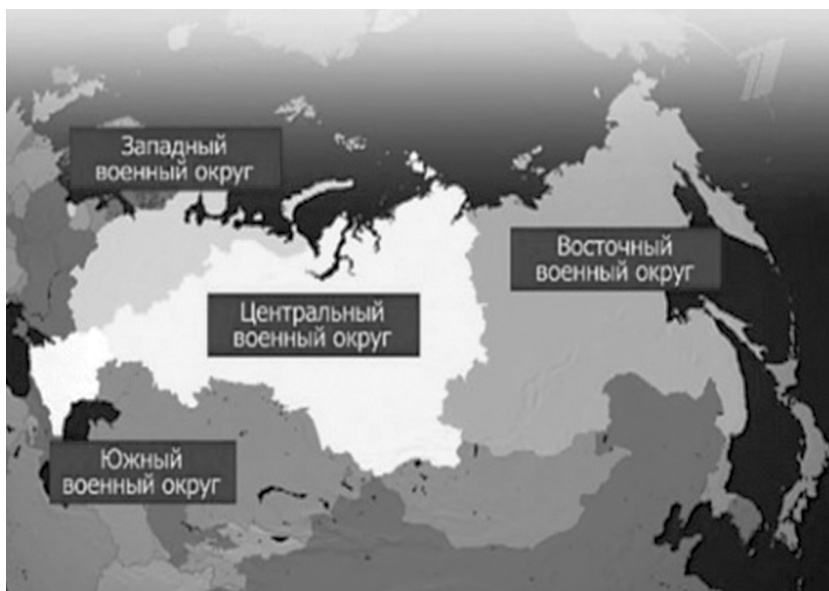 Западный
военный округ
Восточный
военный округ
Центральный
военный округ
Южный
военный округ